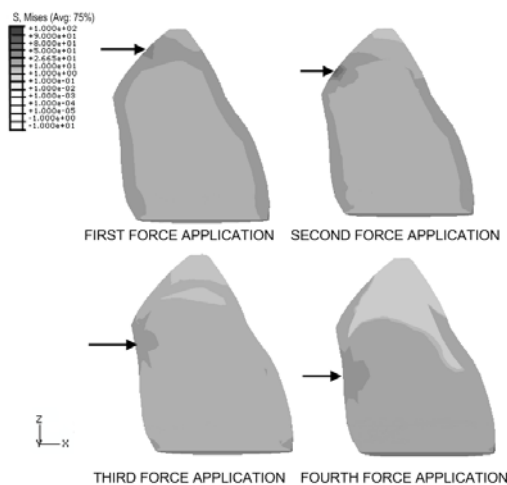 S, Mises (Avg: 75%)
+1.000e+02
+9.000e+01
+8.000e+01
+5.000e+01
+2.665e+01
+1.000e+01
+1.000e+00
+1.000e-01
+1.000e-02
+1.000e-03
+1.000e-04
+1.000e-05
-1.000e+00
-1.000e+01
FIRST FORCE APPLICATION
SECOND FORCE APPLICATION
Z
Y
X
THIRD FORCE APPLICATION
FOURTH FORCE APPLICATION